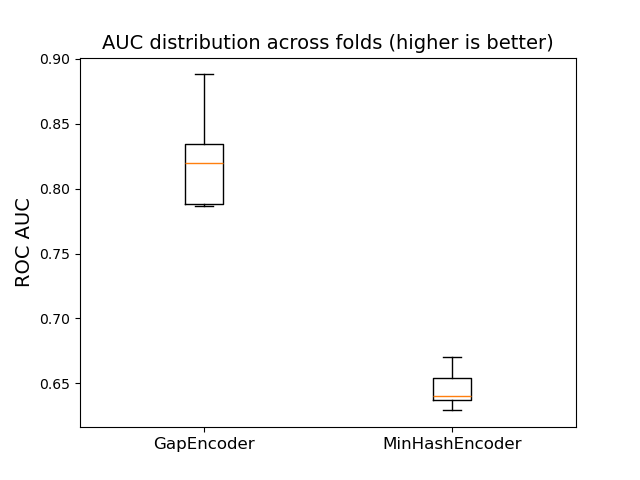 AUC distribution across folds (higher is better)
0.90
0.85
0.80
0.75
0.70
0.65
ROC AUC
GapEncoder
MinHashEncoder